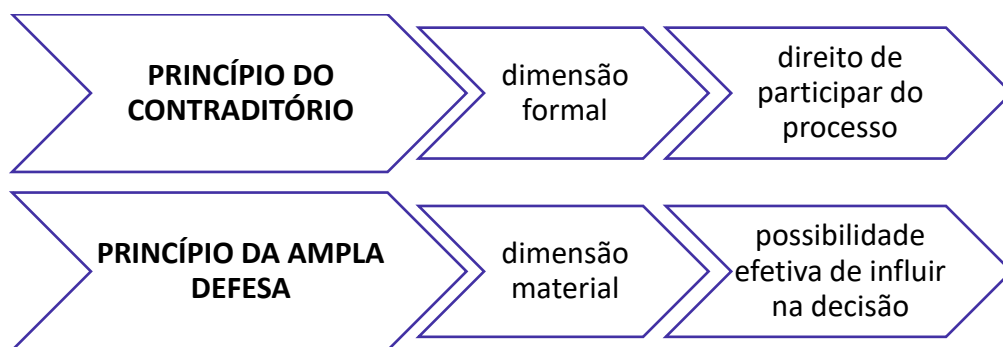 PRINCÍPIO DO
CONTRADITÓRIO
dimensão
formal
direito de
participar do
processo
PRINCÍPIO DA AMPLA
DEFESA
dimensão
material
possibilidade
efetiva de influir
na decisão